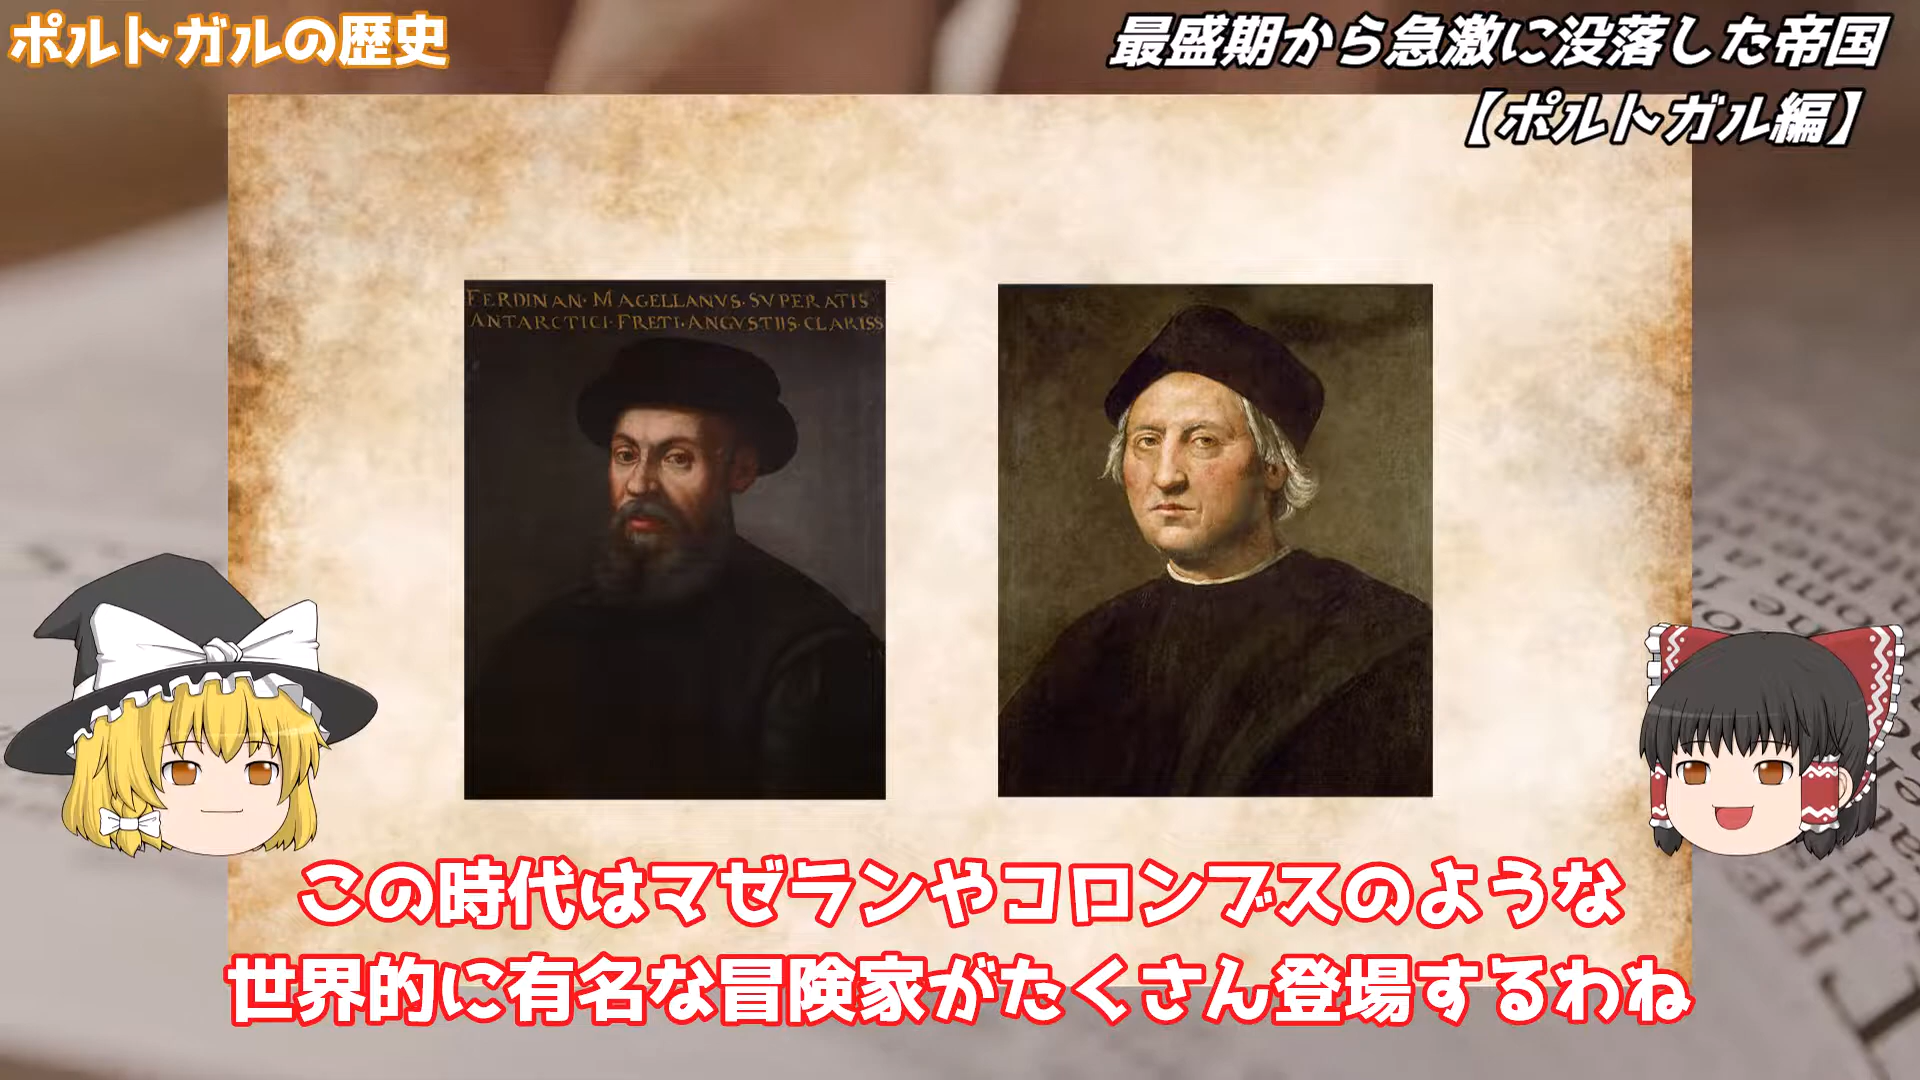 ポルトガルの歴史
最盛期から急激に没落した帝国
【ポルトガル編】
FERDINAN· MAGELLANVS· SVPERATIS·
ANTARCTICI· FRETI· ANGVSTIIS· CLARISS
この時代はマゼランやコロンブスのような
世界的に有名な冒険家がたくさん登場するわね